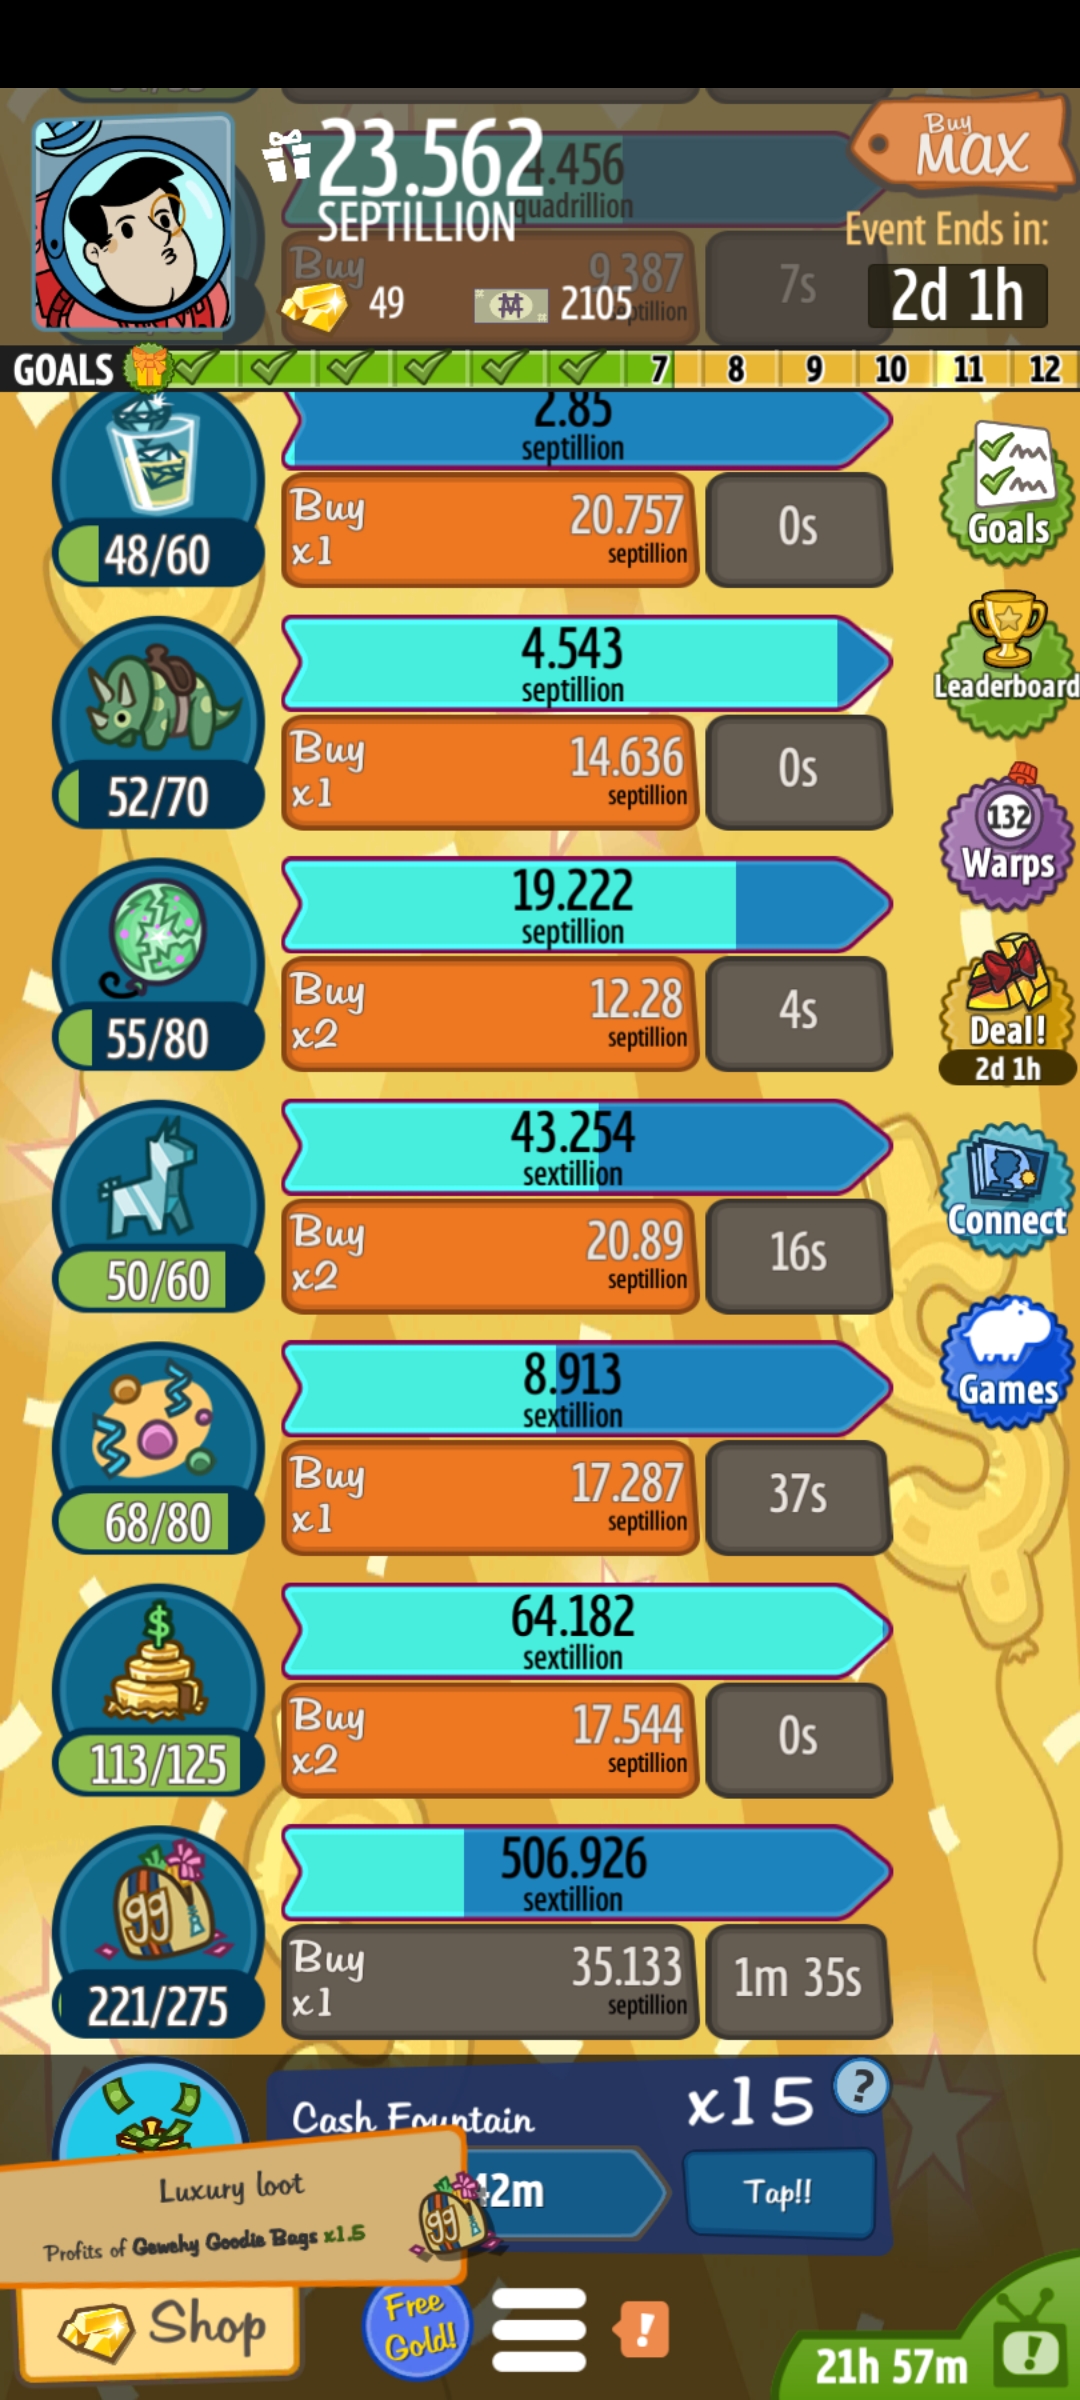 23.562
SEPTILLION
4.456
quadrillion
Buy
MAX
Event Ends in:
2d 1h
Buy
9.387
septillion
7s
49
2105
GOALS
7
8
9
10
11
12
2.85
septillion
48/60
Buy
x1
20.757
septillion
0s
Goals
4.543
septillion
52/70
Buy
x1
14.636
septillion
0s
Leaderboard
19.222
septillion
55/80
Buy
x2
12.28
septillion
4s
132
Warps
Deal!
2d 1h
43.254
sextillion
50/60
Buy
x2
20.89
septillion
16s
Connect
8.913
sextillion
68/80
Buy
x1
17.287
septillion
37s
Games
64.182
sextillion
$
113/125
Buy
x2
17.544
septillion
0s
506.926
sextillion
gg
221/275
Buy
x1
35.133
septillion
1m 35s
Cash Fountain
x15
?
42m
Tap!!
Luxury loot
Profits of Gewehy Goodie Bags x1.5
gg
Shop
Free
Gold!
!
21h 57m
!